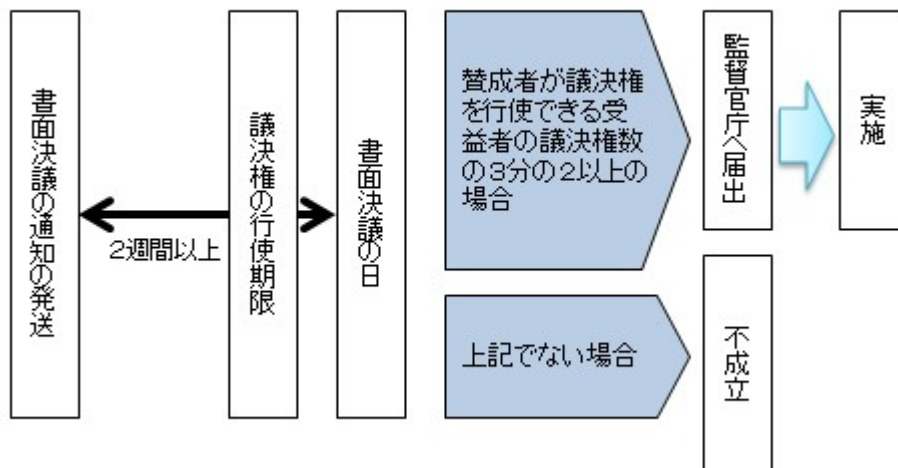 書面決議の通知の発送
2週間以上
議決権の行使期限
書面決議の日
賛成者が議決権
を行使できる受
益者の議決権数
の3分の2以上の
場合
監督官庁へ届出
実施
上記でない場合
不成立